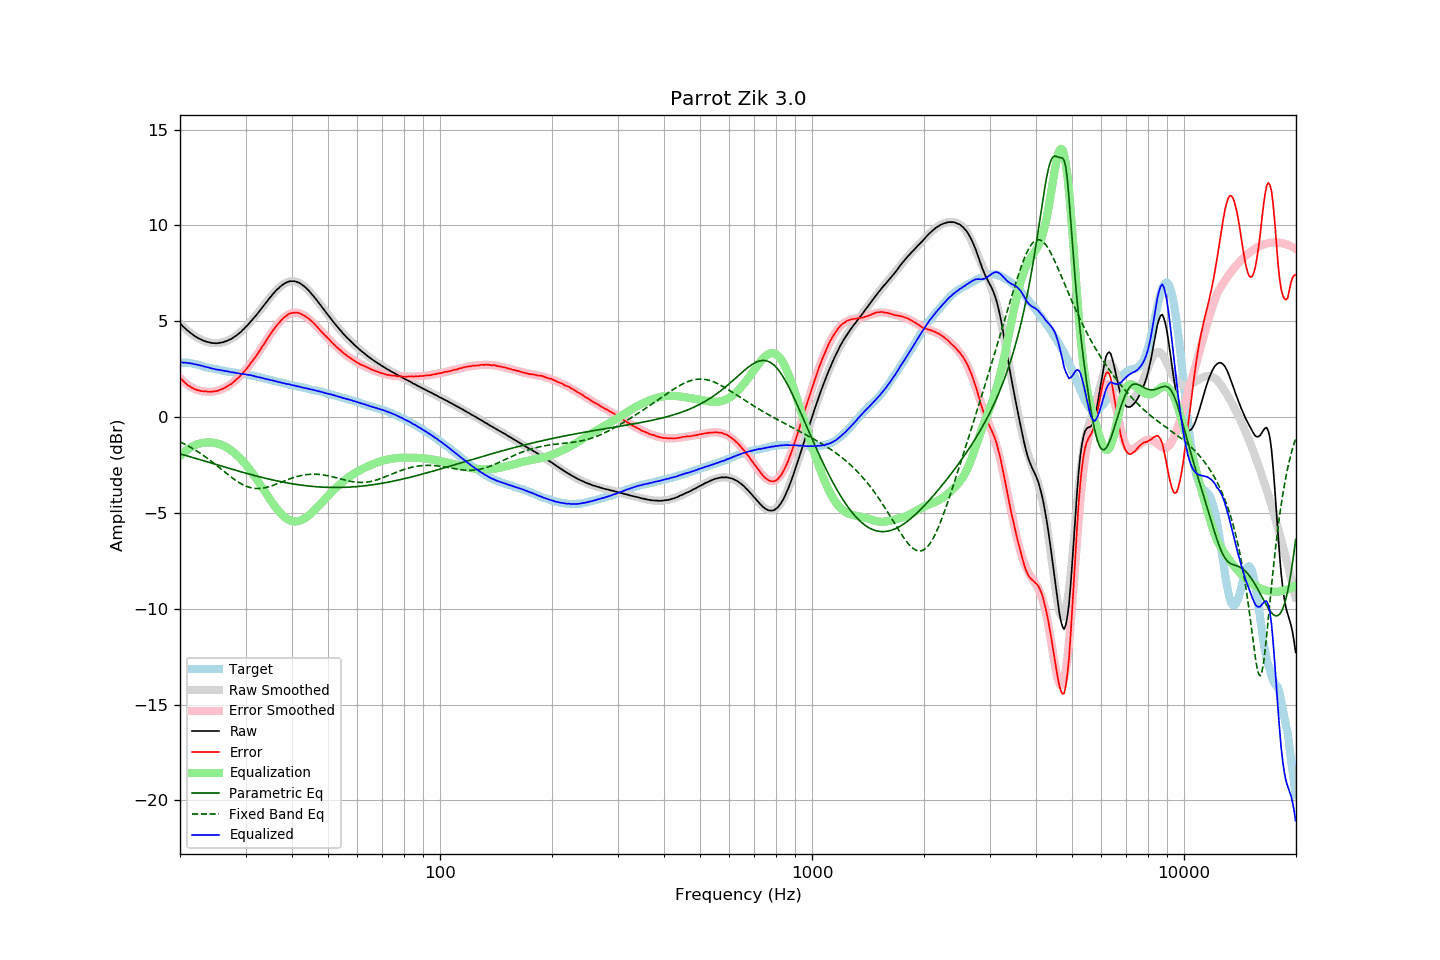 Parrot Zik 3.0
15
10
5
0
−5
−10
−15
−20
Amplitude (dBr)
Target
Raw Smoothed
Error Smoothed
Raw
Error
Equalization
Parametric Eq
Fixed Band Eq
Equalized
100
1000
10000
Frequency (Hz)